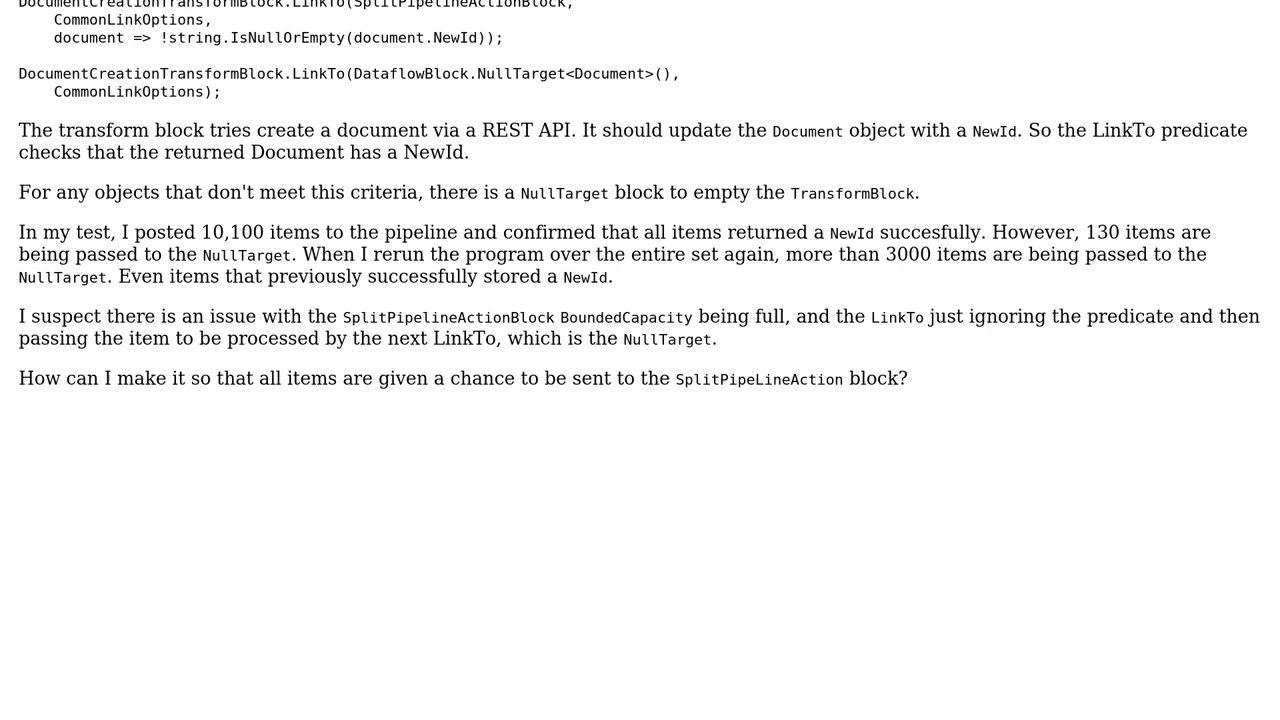 DocumentCreationTransformBlock.LinkTo(SplitPipelineActionBlock,
    CommonLinkOptions,
    document => !string.IsNullOrEmpty(document.NewId));

DocumentCreationTransformBlock.LinkTo(DataflowBlock.NullTarget<Document>(),
    CommonLinkOptions);

The transform block tries create a document via a REST API. It should update the Document object with a NewId. So the LinkTo predicate
checks that the returned Document has a NewId.

For any objects that don't meet this criteria, there is a NullTarget block to empty the TransformBlock.

In my test, I posted 10,100 items to the pipeline and confirmed that all items returned a NewId succesfully. However, 130 items are
being passed to the NullTarget. When I rerun the program over the entire set again, more than 3000 items are being passed to the
NullTarget. Even items that previously successfully stored a NewId.

I suspect there is an issue with the SplitPipelineActionBlock BoundedCapacity being full, and the LinkTo just ignoring the predicate and then
passing the item to be processed by the next LinkTo, which is the NullTarget.

How can I make it so that all items are given a chance to be sent to the SplitPipeLineAction block?